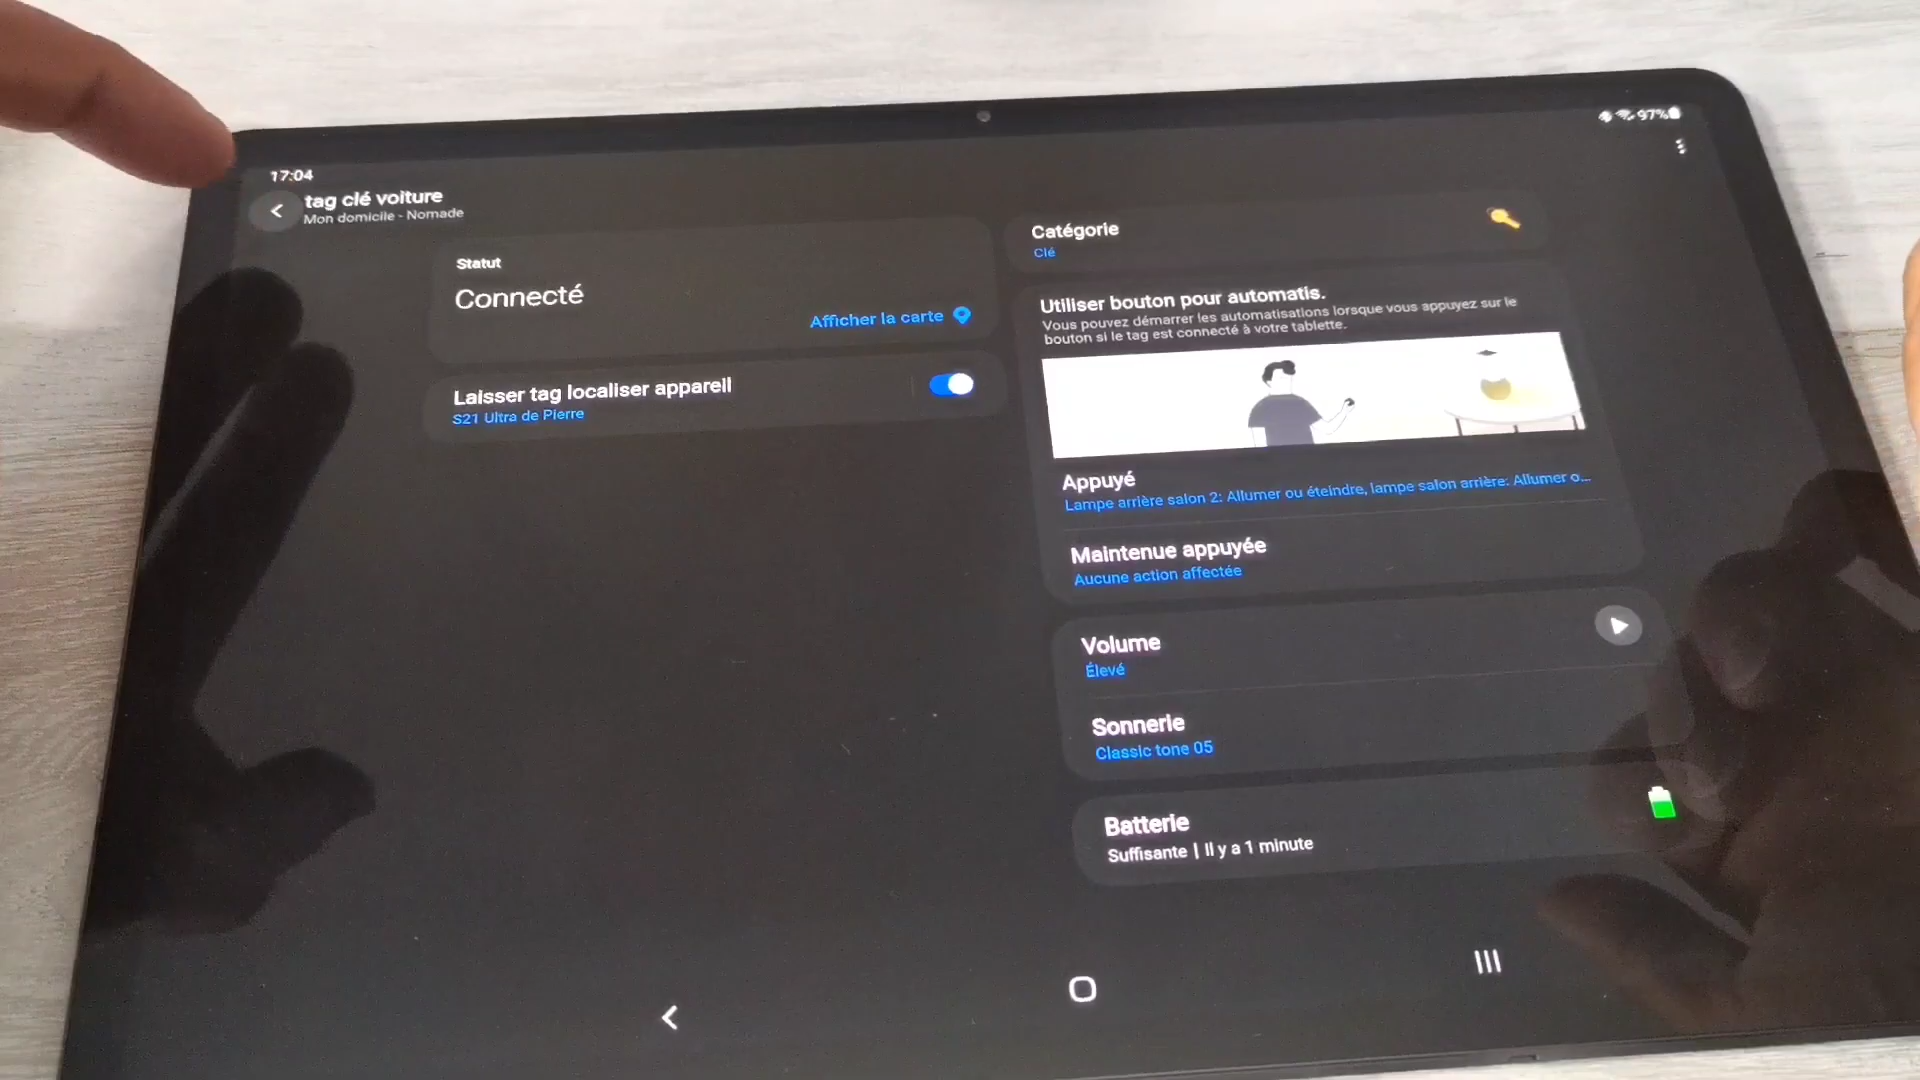 17:04
97%
tag clé voiture
Mon domicile - Nomade
Statut
Connecté
Afficher la carte
Laisser tag localiser appareil
S21 Ultra de Pierre
Catégorie
Clé
Utiliser bouton pour automatis.
Vous pouvez démarrer les automatisations lorsque vous appuyez sur le
bouton si le tag est connecté à votre tablette.
Appuyé
Lampe arrière salon 2: Allumer ou éteindre, lampe salon arrière: Allumer o...
Maintenue appuyée
Aucune action affectée
Volume
Élevé
Sonnerie
Classic tone 05
Batterie
Suffisante | Il y a 1 minute